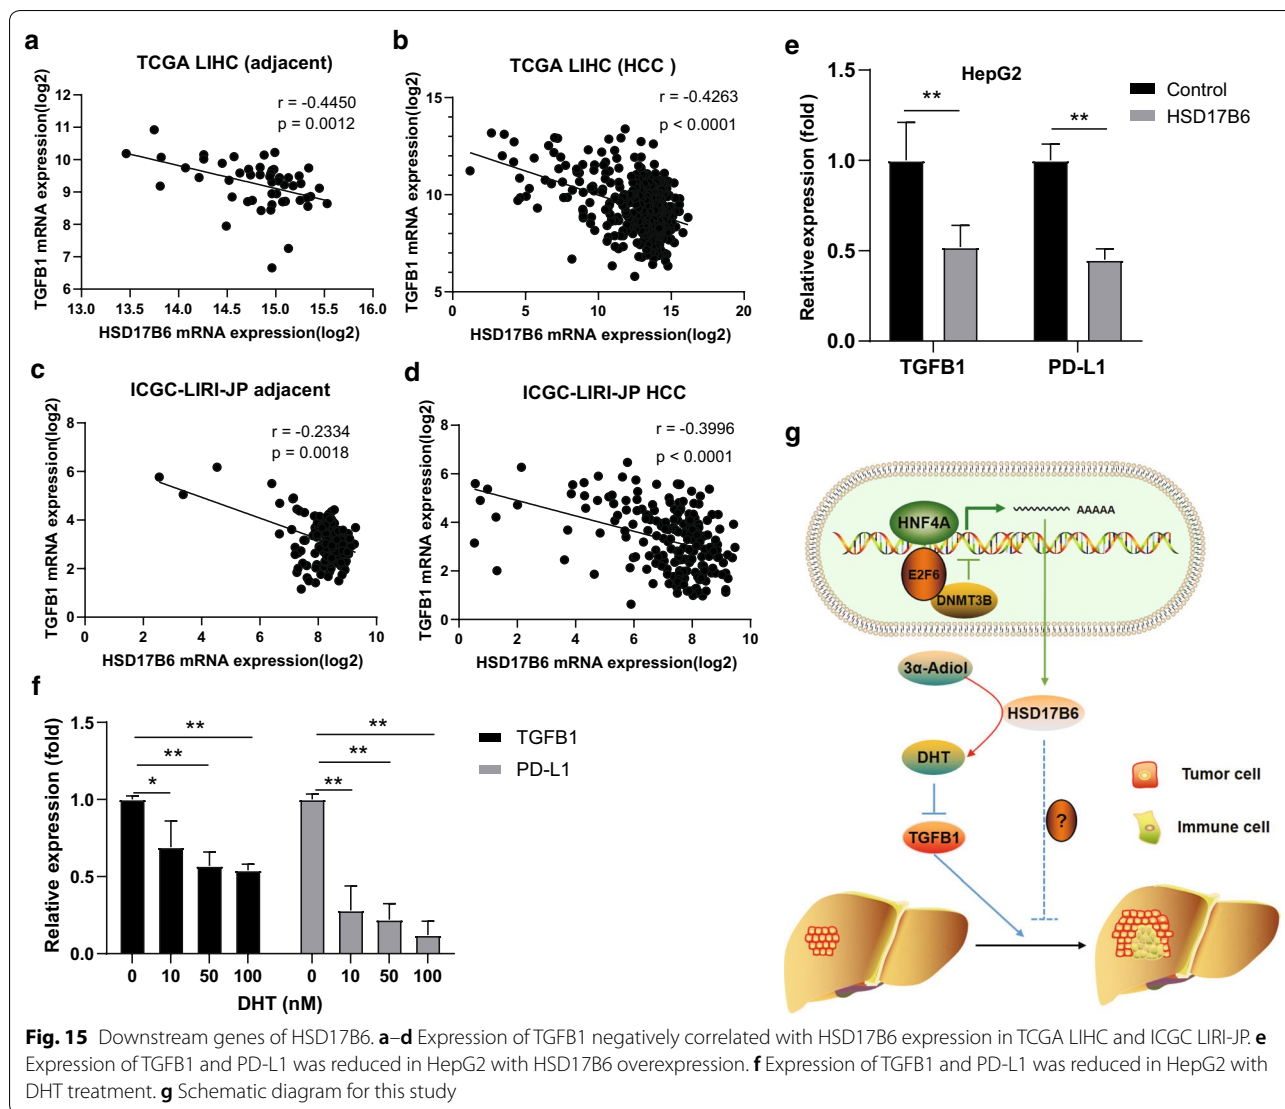 a
TCGA LIHC (adjacent)
r = -0.4450
p = 0.0012
TGFB1 mRNA expression(log2)
12
11
10
9
8
7
6
13.0 13.5 14.0 14.5 15.0 15.5 16.0
HSD17B6 mRNA expression(log2)
b
TCGA LIHC (HCC )
r = -0.4263
p < 0.0001
TGFB1 mRNA expression(log2)
15
10
5
0 5 10 15 20
HSD17B6 mRNA expression(log2)
e
HepG2
Control
HSD17B6
Relative expression (fold)
1.5
1.0
0.5
0.0
** **
TGFB1 PD-L1
c
ICGC-LIRI-JP adjacent
r = -0.2334
p = 0.0018
TGFB1 mRNA expression(log2)
8
6
4
2
0
0 2 4 6 8 10
HSD17B6 mRNA expression(log2)
d
ICGC-LIRI-JP HCC
r = -0.3996
p < 0.0001
TGFB1 mRNA expression(log2)
8
6
4
2
0
0 2 4 6 8 10
HSD17B6 mRNA expression(log2)
f
TGFB1
PD-L1
Relative expression (fold)
1.5
1.0
0.5
0.0
**
**
*
**
**
**
0 10 50 100 0 10 50 100
DHT (nM)
g
HNF4A
AAAAA
E2F6
DNMT3B
3α-Adiol
HSD17B6
DHT
?
TGFB1
Tumor cell
Immune cell
Fig. 15 Downstream genes of HSD17B6. a–d Expression of TGFB1 negatively correlated with HSD17B6 expression in TCGA LIHC and ICGC LIRI-JP. e
Expression of TGFB1 and PD-L1 was reduced in HepG2 with HSD17B6 overexpression. f Expression of TGFB1 and PD-L1 was reduced in HepG2 with
DHT treatment. g Schematic diagram for this study